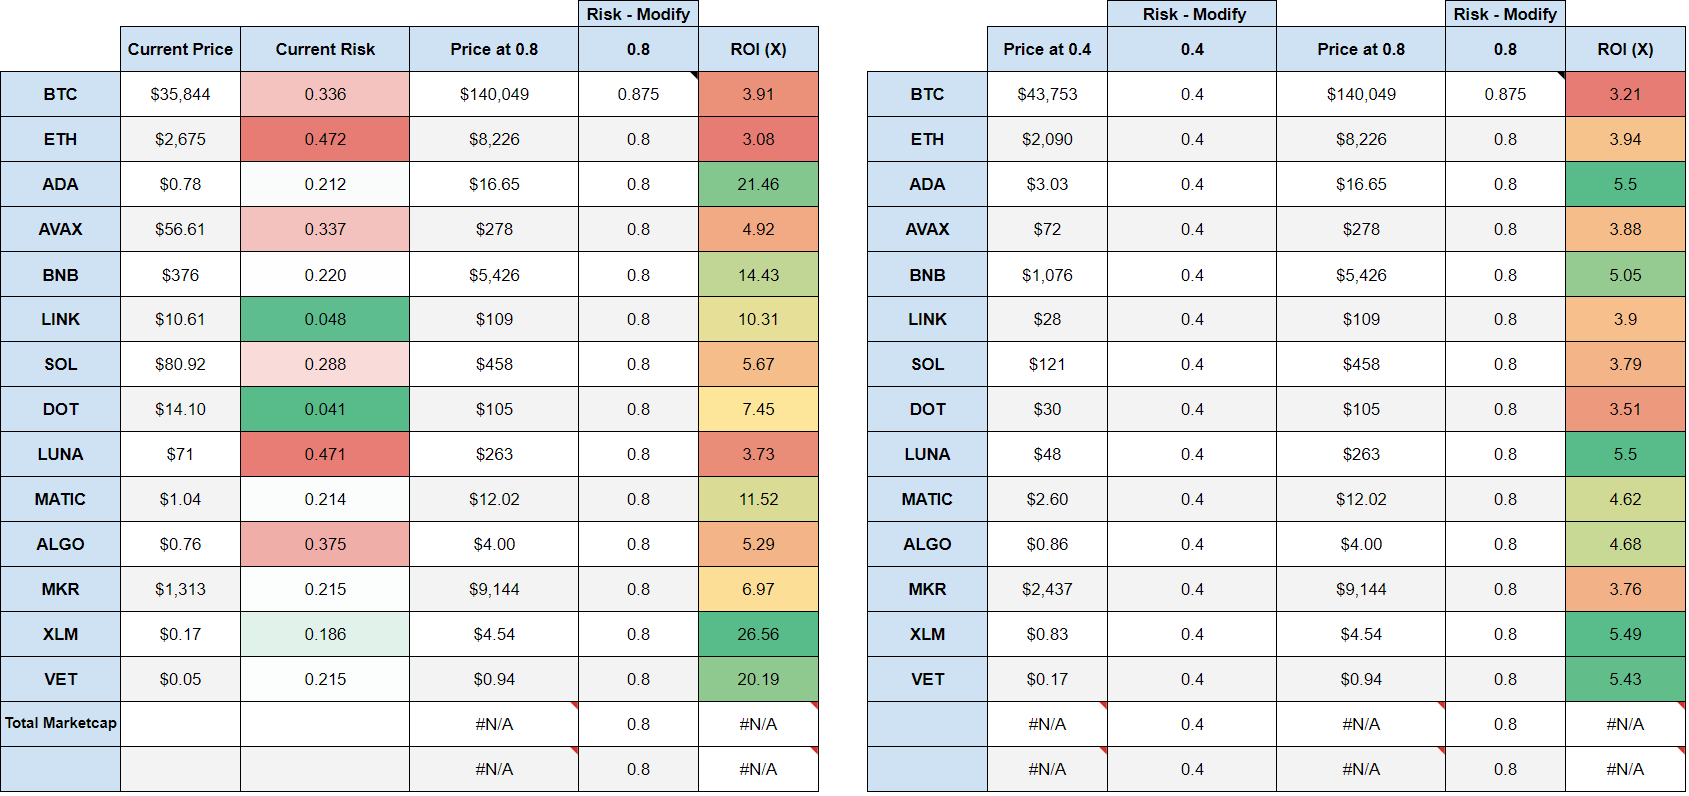 Risk - Modify Risk - Modify Risk - Modify
Current Price Current Risk Price at 0.8 0.8 ROI (X) Price at 0.4 0.4 Price at 0.8 0.8 ROI (X)
BTC $35,844 0.336 $140,049 0.875 3.91 BTC $43,753 0.4 $140,049 0.875 3.21
ETH $2,675 0.472 $8,226 0.8 3.08 ETH $2,090 0.4 $8,226 0.8 3.94
ADA $0.78 0.212 $16.65 0.8 21.46 ADA $3.03 0.4 $16.65 0.8 5.5
AVAX $56.61 0.337 $278 0.8 4.92 AVAX $72 0.4 $278 0.8 3.88
BNB $376 0.220 $5,426 0.8 14.43 BNB $1,076 0.4 $5,426 0.8 5.05
LINK $10.61 0.048 $109 0.8 10.31 LINK $28 0.4 $109 0.8 3.9
SOL $80.92 0.288 $458 0.8 5.67 SOL $121 0.4 $458 0.8 3.79
DOT $14.10 0.041 $105 0.8 7.45 DOT $30 0.4 $105 0.8 3.51
LUNA $71 0.471 $263 0.8 3.73 LUNA $48 0.4 $263 0.8 5.5
MATIC $1.04 0.214 $12.02 0.8 11.52 MATIC $2.60 0.4 $12.02 0.8 4.62
ALGO $0.76 0.375 $4.00 0.8 5.29 ALGO $0.86 0.4 $4.00 0.8 4.68
MKR $1,313 0.215 $9,144 0.8 6.97 MKR $2,437 0.4 $9,144 0.8 3.76
XLM $0.17 0.186 $4.54 0.8 26.56 XLM $0.83 0.4 $4.54 0.8 5.49
VET $0.05 0.215 $0.94 0.8 20.19 VET $0.17 0.4 $0.94 0.8 5.43
Total Marketcap #N/A 0.8 #N/A #N/A 0.4 #N/A 0.8 #N/A
#N/A 0.8 #N/A #N/A 0.4 #N/A 0.8 #N/A